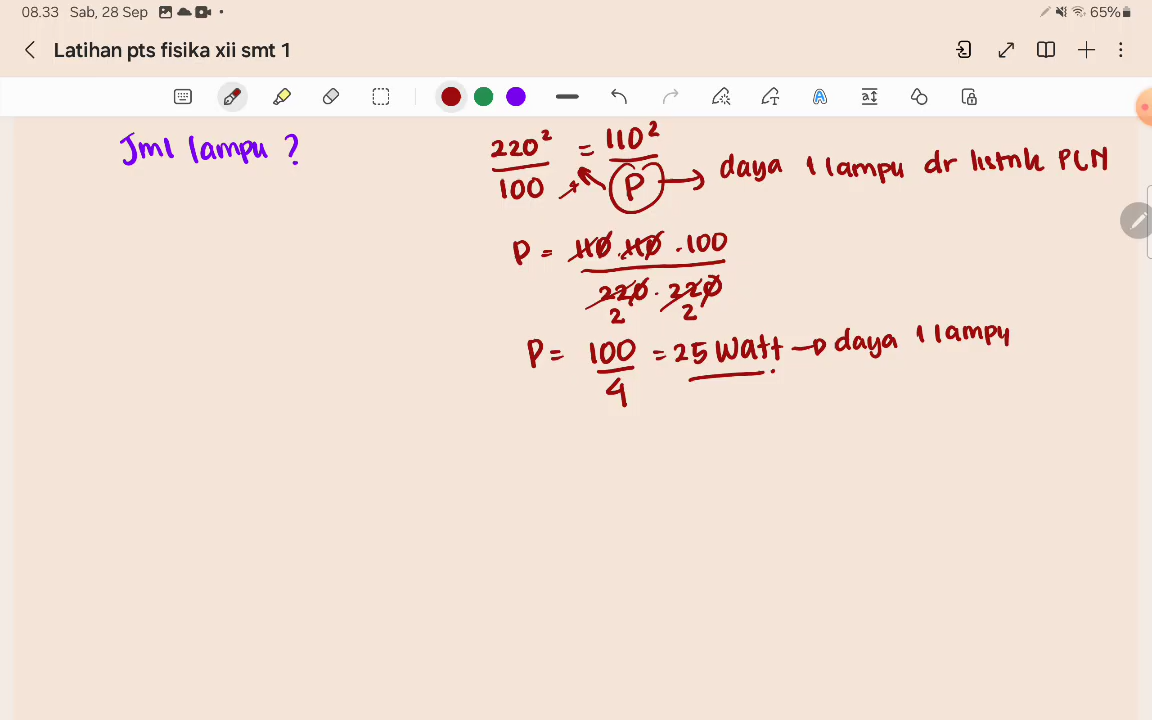 08.33 Sab, 28 Sep 65%
Latihan pts fisika xii smt 1
Jml lampu ?
220² / 100 = 110² / P → daya 1 lampu dr listrik PLN
P = 110 . 110 . 100 / 220 . 220
2 2
P = 100 / 4 = 25 Watt → daya 1 lampu